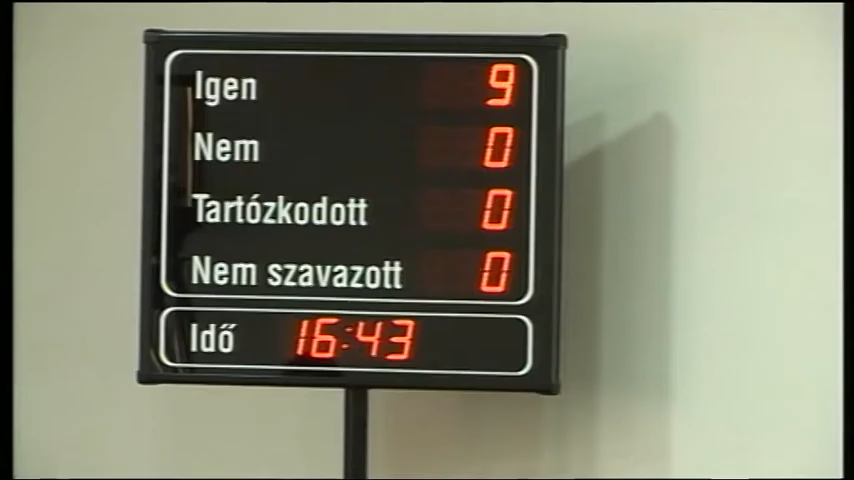 Igen 9
Nem 0
Tartózkodott 0
Nem szavazott 0
Idő 16:43